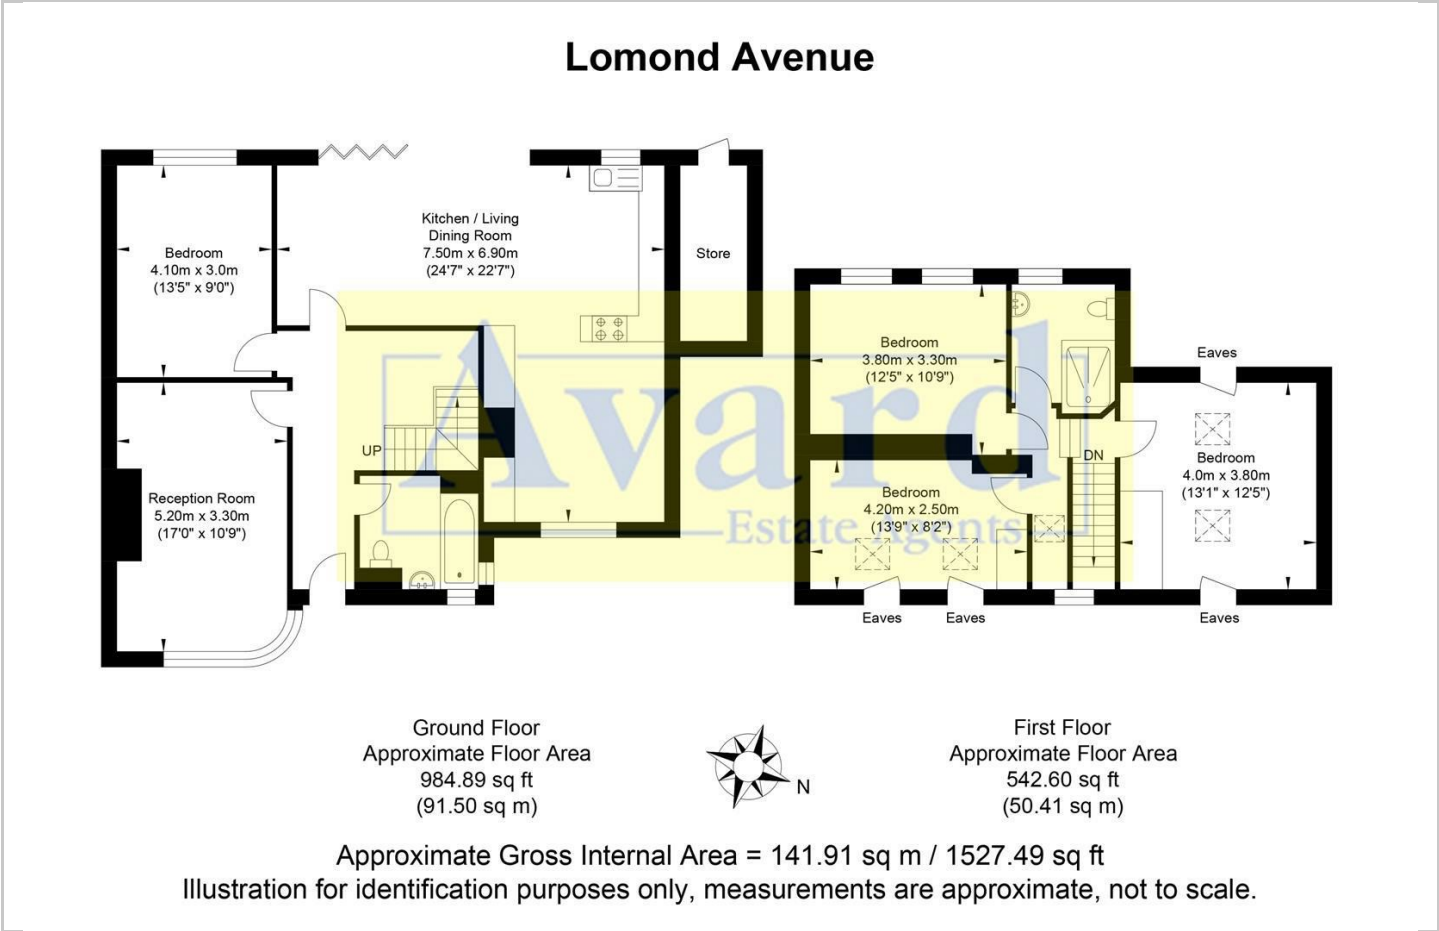 Lomond Avenue
Kitchen / Living
Dining Room
7.50m x 6.90m
(24'7" x 22'7")
Bedroom
4.10m x 3.0m
(13'5" x 9'0")
Store
Bedroom
3.80m x 3.30m
(12'5" x 10'9")
Eaves
UP
DN
Bedroom
4.0m x 3.80m
(13'1" x 12'5")
Reception Room
5.20m x 3.30m
(17'0" x 10'9")
Bedroom
4.20m x 2.50m
(13'9" x 8'2")
Avard
Estate Agents
Eaves
Eaves
Eaves
Ground Floor
Approximate Floor Area
984.89 sq ft
(91.50 sq m)
N
First Floor
Approximate Floor Area
542.60 sq ft
(50.41 sq m)
Approximate Gross Internal Area = 141.91 sq m / 1527.49 sq ft
Illustration for identification purposes only, measurements are approximate, not to scale.